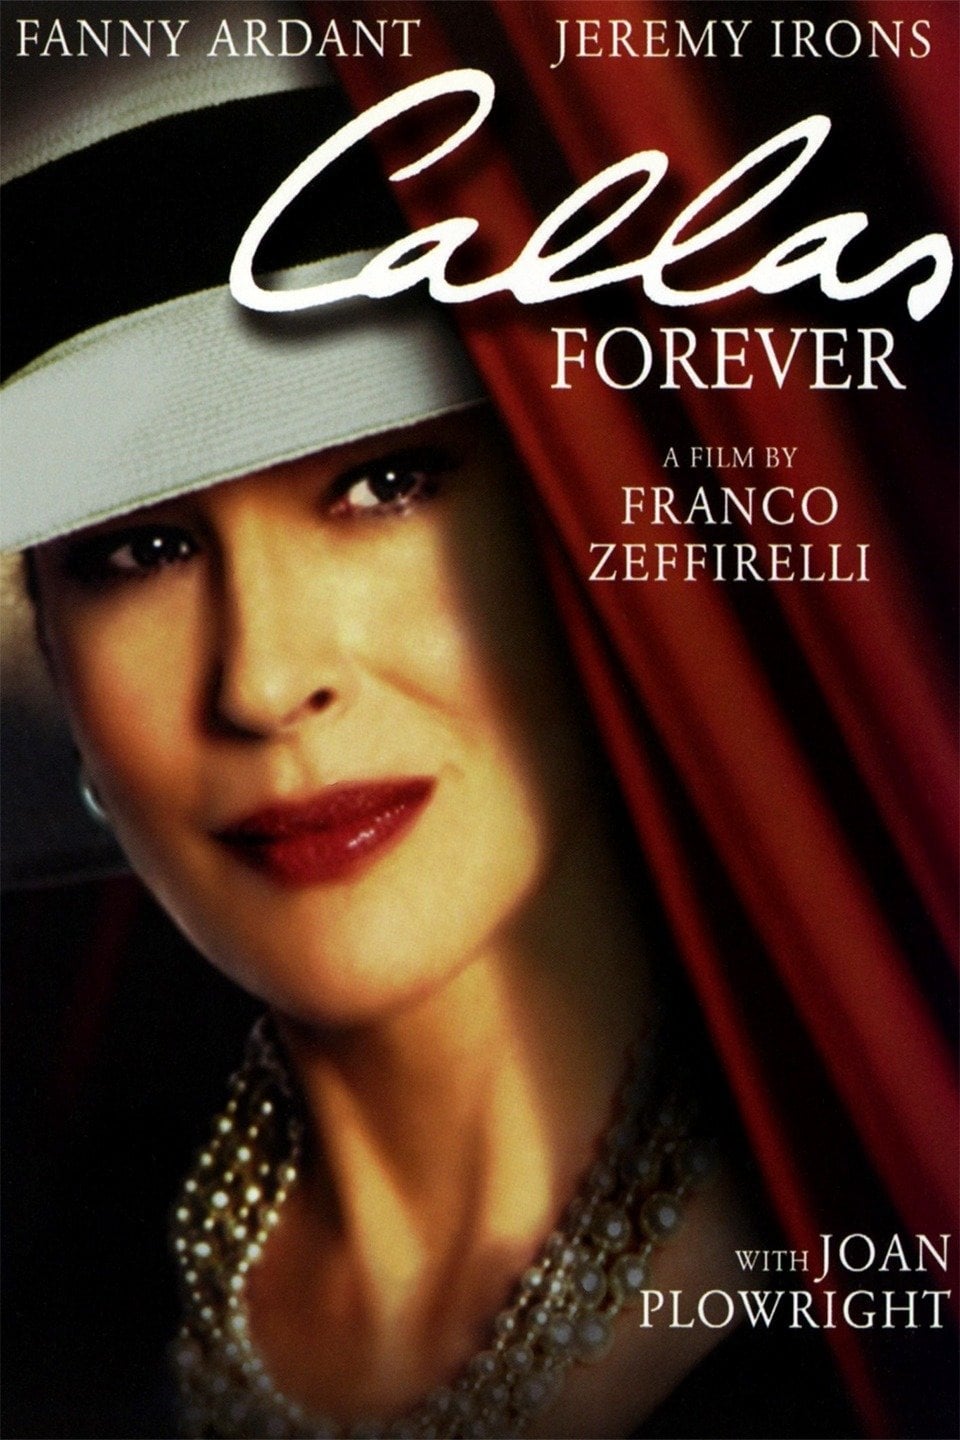 FANNY ARDANT JEREMY IRONS
Callas
FOREVER
A FILM BY
FRANCO
ZEFFIRELLI
WITH JOAN
PLOWRIGHT